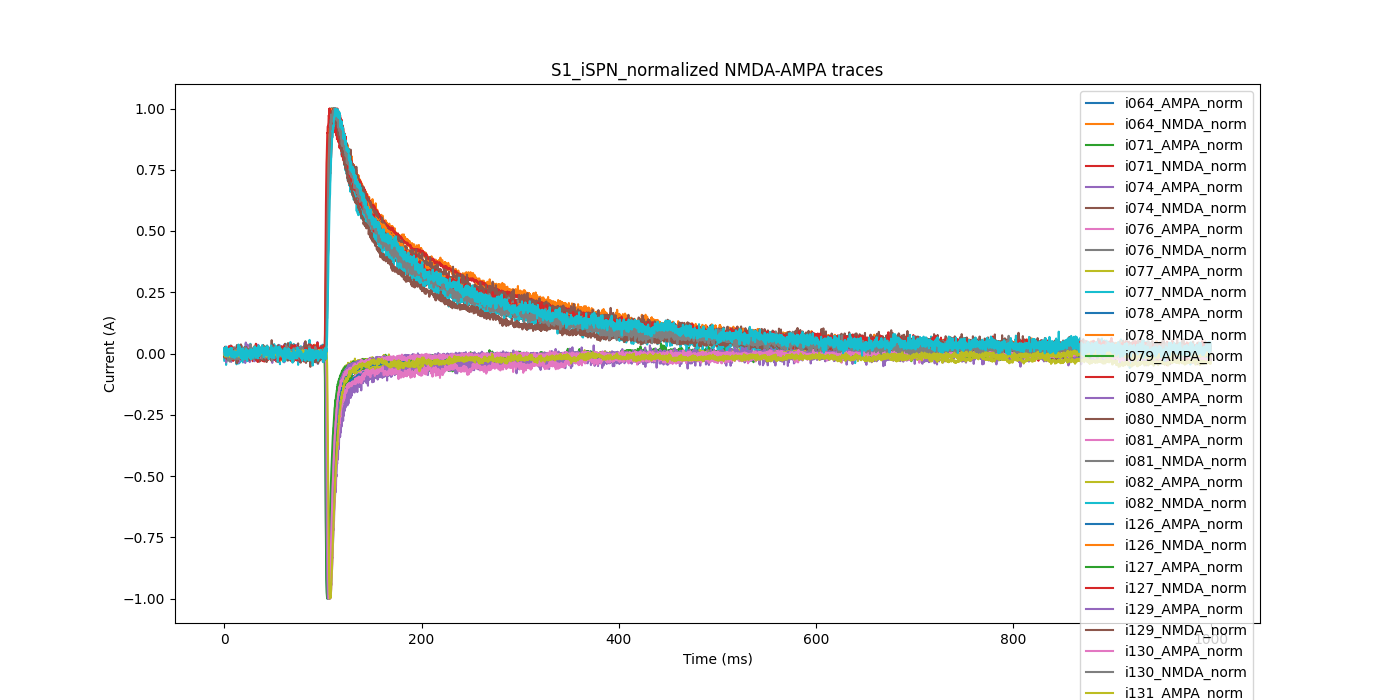 S1_iSPN_normalized NMDA-AMPA traces
1.00
0.75
0.50
0.25
0.00
−0.25
−0.50
−0.75
−1.00
Current (A)
0
200
400
600
800
1000
Time (ms)
i064_AMPA_norm
i064_NMDA_norm
i071_AMPA_norm
i071_NMDA_norm
i074_AMPA_norm
i074_NMDA_norm
i076_AMPA_norm
i076_NMDA_norm
i077_AMPA_norm
i077_NMDA_norm
i078_AMPA_norm
i078_NMDA_norm
i079_AMPA_norm
i079_NMDA_norm
i080_AMPA_norm
i080_NMDA_norm
i081_AMPA_norm
i081_NMDA_norm
i082_AMPA_norm
i082_NMDA_norm
i126_AMPA_norm
i126_NMDA_norm
i127_AMPA_norm
i127_NMDA_norm
i129_AMPA_norm
i129_NMDA_norm
i130_AMPA_norm
i130_NMDA_norm
i131_AMPA_norm